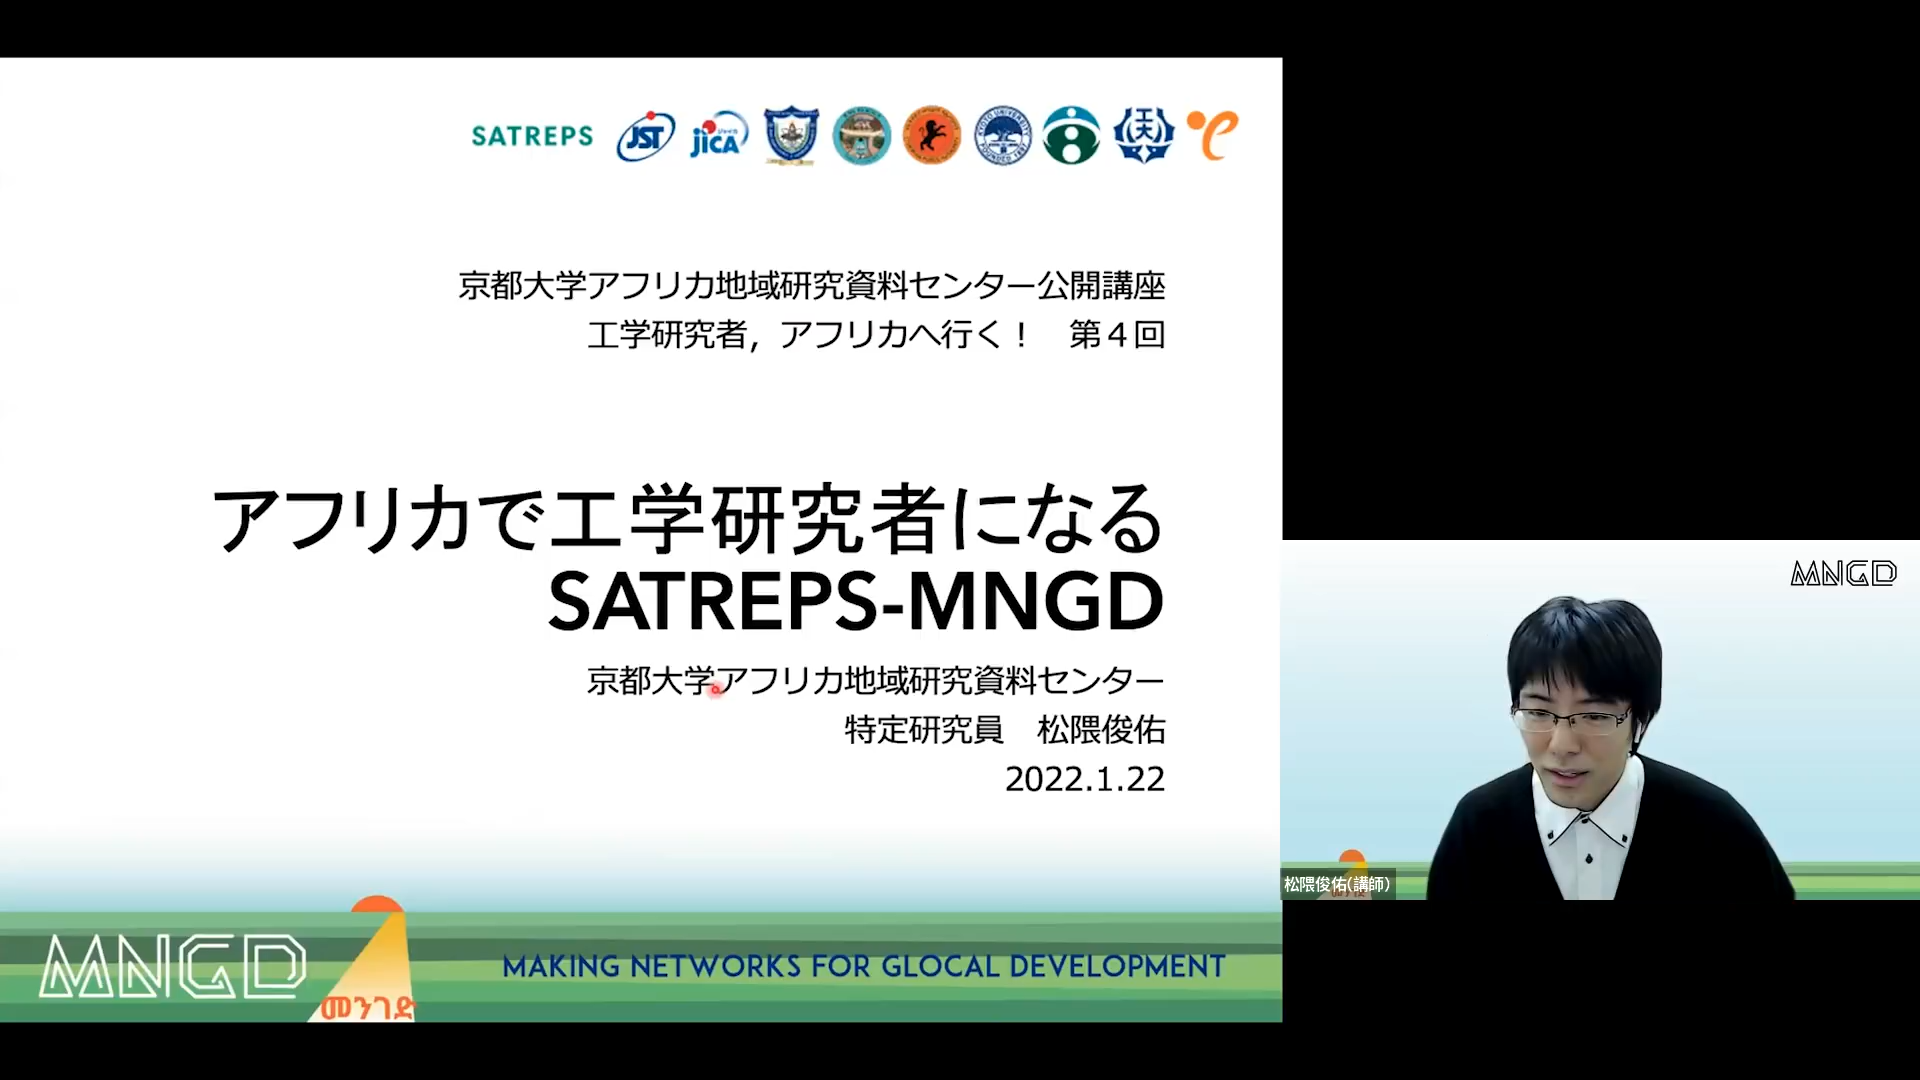 SATREPS JST JICA 工大
京都大学アフリカ地域研究資料センター公開講座
工学研究者，アフリカへ行く！　第４回
アフリカで工学研究者になる
SATREPS-MNGD
京都大学アフリカ地域研究資料センター
特定研究員　松隈俊佑
2022.1.22
MNGD
መንገድ
MAKING NETWORKS FOR GLOCAL DEVELOPMENT
MNGD
松隈俊佑(講師)